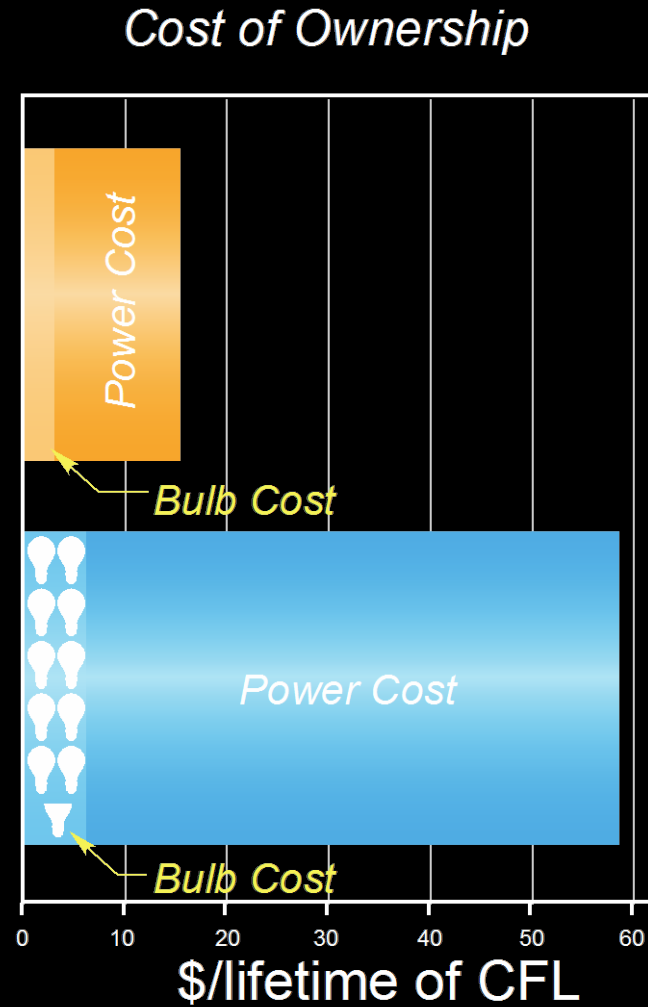 Cost of Ownership
Power Cost
Bulb Cost
Power Cost
Bulb Cost
0 10 20 30 40 50 60
$/lifetime of CFL